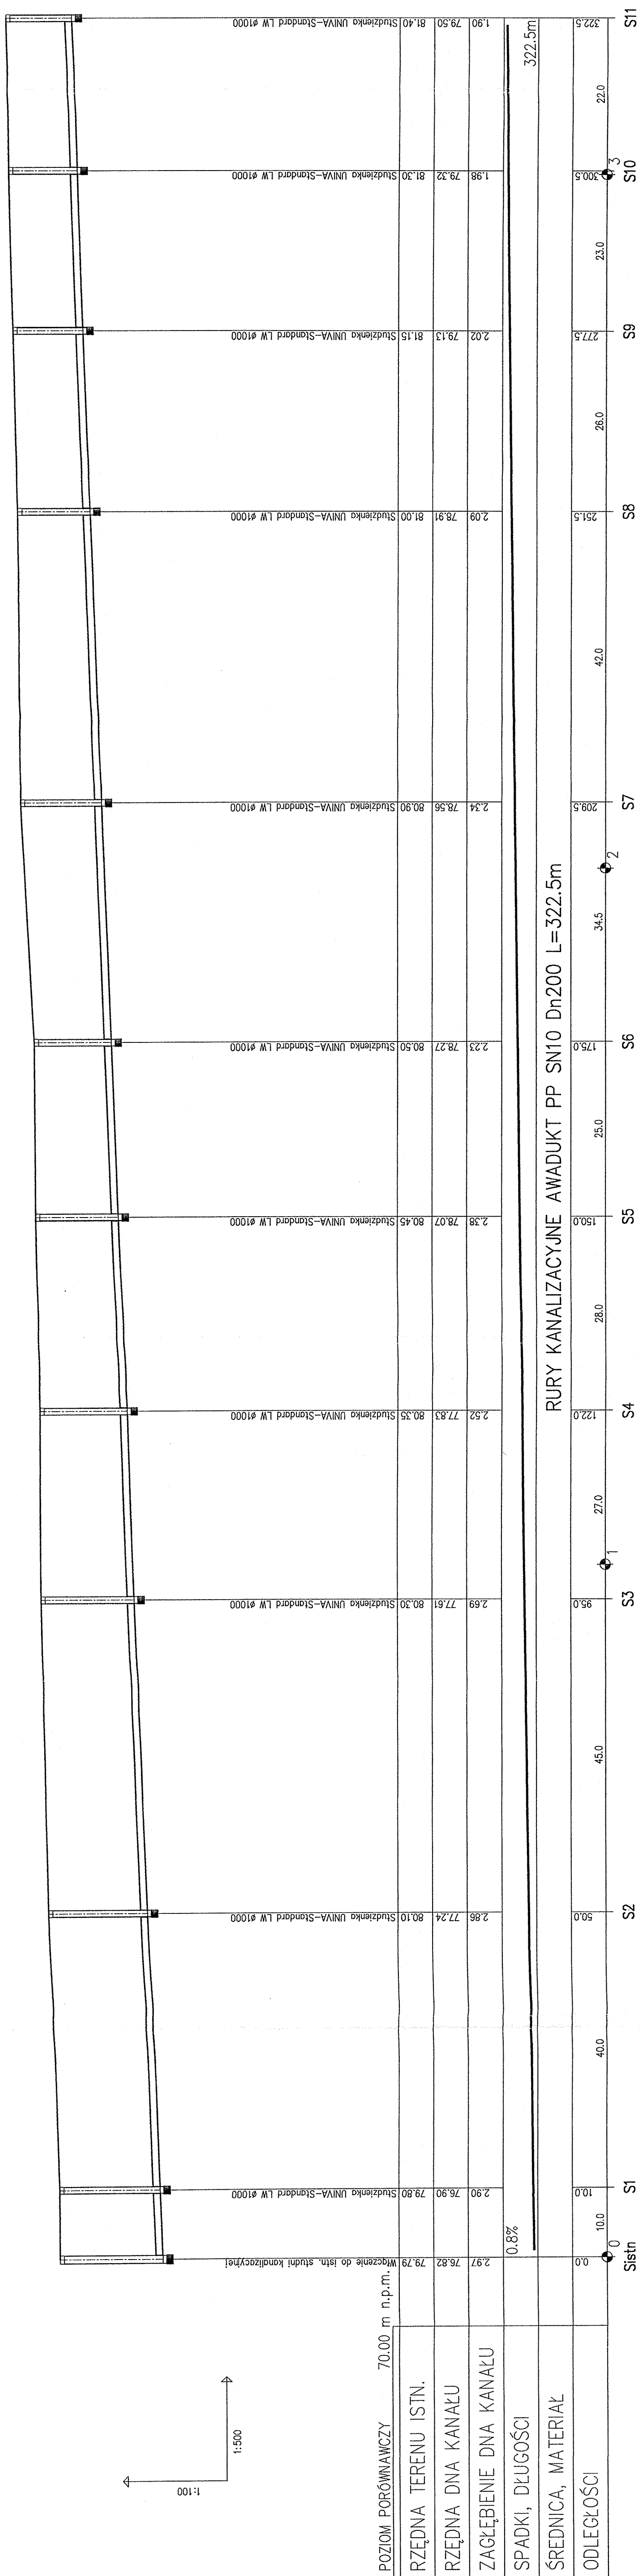 1:100
1:500
POZIOM PORÓWNAWCZY 70.00 m n.p.m.
Włączenie do istn. studni kanalizacyjnej
Studzienka UNIVA-Standard LW ø1000
Studzienka UNIVA-Standard LW ø1000
Studzienka UNIVA-Standard LW ø1000
Studzienka UNIVA-Standard LW ø1000
Studzienka UNIVA-Standard LW ø1000
Studzienka UNIVA-Standard LW ø1000
Studzienka UNIVA-Standard LW ø1000
Studzienka UNIVA-Standard LW ø1000
Studzienka UNIVA-Standard LW ø1000
Studzienka UNIVA-Standard LW ø1000
Studzienka UNIVA-Standard LW ø1000
RZĘDNA TERENU ISTN. 79.79 79.80 80.10 80.30 80.35 80.45 80.50 80.90 81.00 81.15 81.30 81.40
RZĘDNA DNA KANAŁU 76.82 76.90 77.24 77.61 77.83 78.07 78.27 78.56 78.91 79.13 79.32 79.50
ZAGŁĘBIENIE DNA KANAŁU 2.97 2.90 2.86 2.69 2.52 2.38 2.23 2.34 2.09 2.02 1.98 1.90
SPADKI, DŁUGOŚCI 0.8% 322.5m
ŚREDNICA, MATERIAŁ RURY KANALIZACYJNE AWADUKT PP SN10 Dn200 L=322.5m
ODLEGŁOŚCI 0.0 10.0 50.0 95.0 122.0 150.0 175.0 209.5 251.5 277.5 300.5 322.5
10.0 40.0 45.0 27.0 28.0 25.0 34.5 42.0 26.0 23.0 22.0
0 1 2 3
Sistn S1 S2 S3 S4 S5 S6 S7 S8 S9 S10 S11